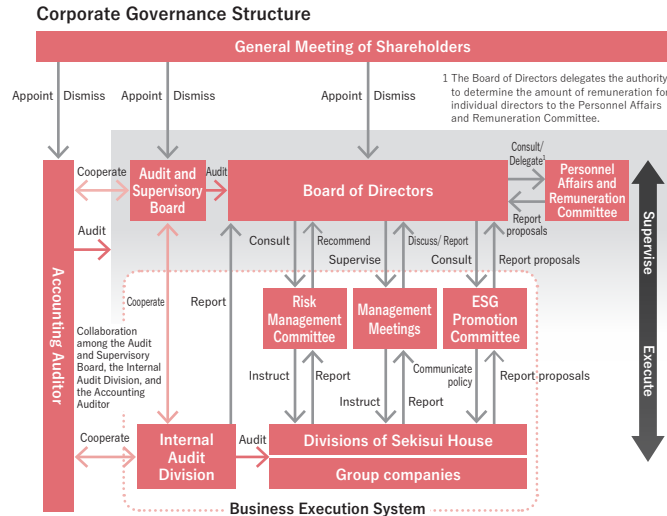 Corporate Governance Structure
General Meeting of Shareholders
1 The Board of Directors delegates the authority
to determine the amount of remuneration for
individual directors to the Personnel Affairs
and Remuneration Committee.
Appoint Dismiss
Appoint Dismiss
Appoint Dismiss
Cooperate
Audit and
Supervisory
Board
Audit
Board of Directors
Consult/
Delegate1
Personnel
Affairs and
Remuneration
Committee
Report
proposals
Audit
Accounting Auditor
Consult
Recommend
Supervise
Discuss/ Report
Consult
Report proposals
Supervise
Execute
Cooperate
Report
Risk
Management
Committee
Management
Meetings
ESG
Promotion
Committee
Collaboration
among the Audit
and Supervisory
Board, the Internal
Audit Division, and
the Accounting
Auditor
Instruct
Report
Instruct
Report
Communicate
policy
Report proposals
Cooperate
Internal
Audit
Division
Audit
Divisions of Sekisui House
Group companies
Business Execution System